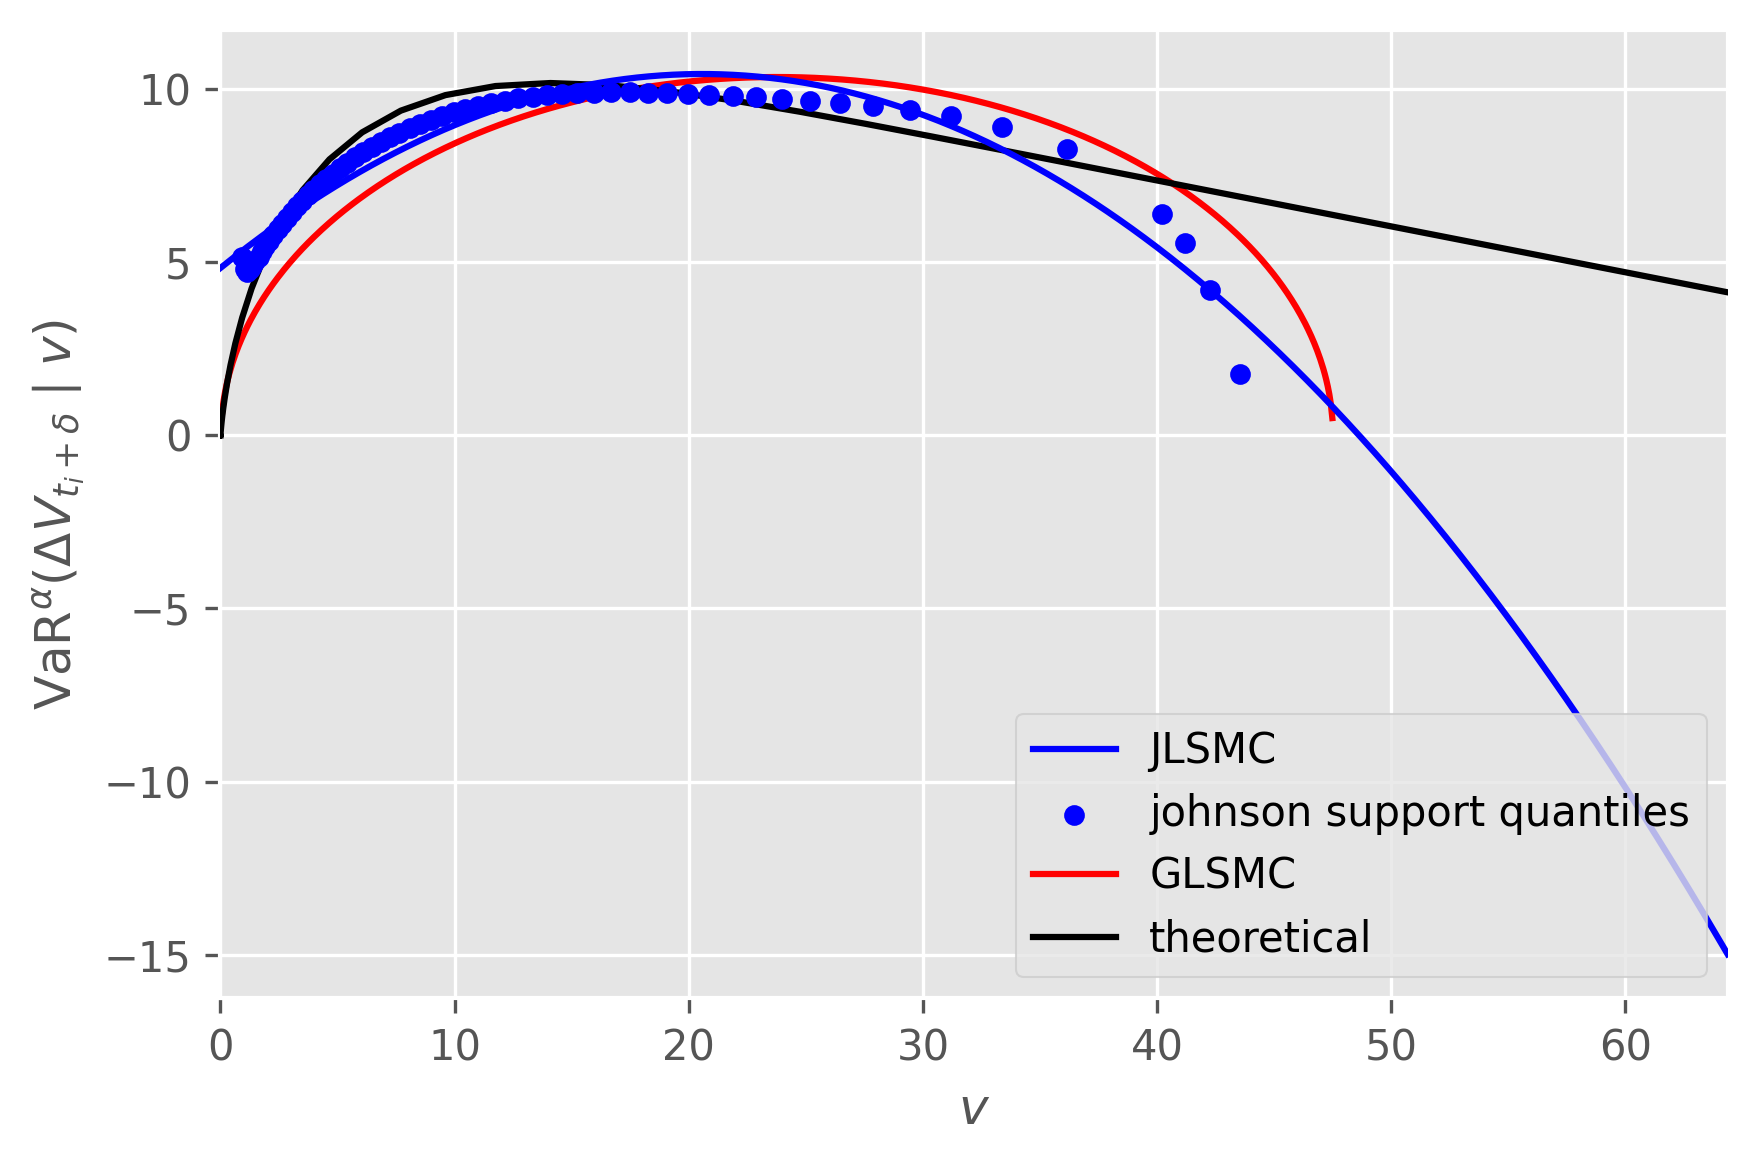 10
5
0
−5
−10
−15
VaR^α(ΔV_{t_i+δ} | v)
0 10 20 30 40 50 60
v
JLSMC
johnson support quantiles
GLSMC
theoretical